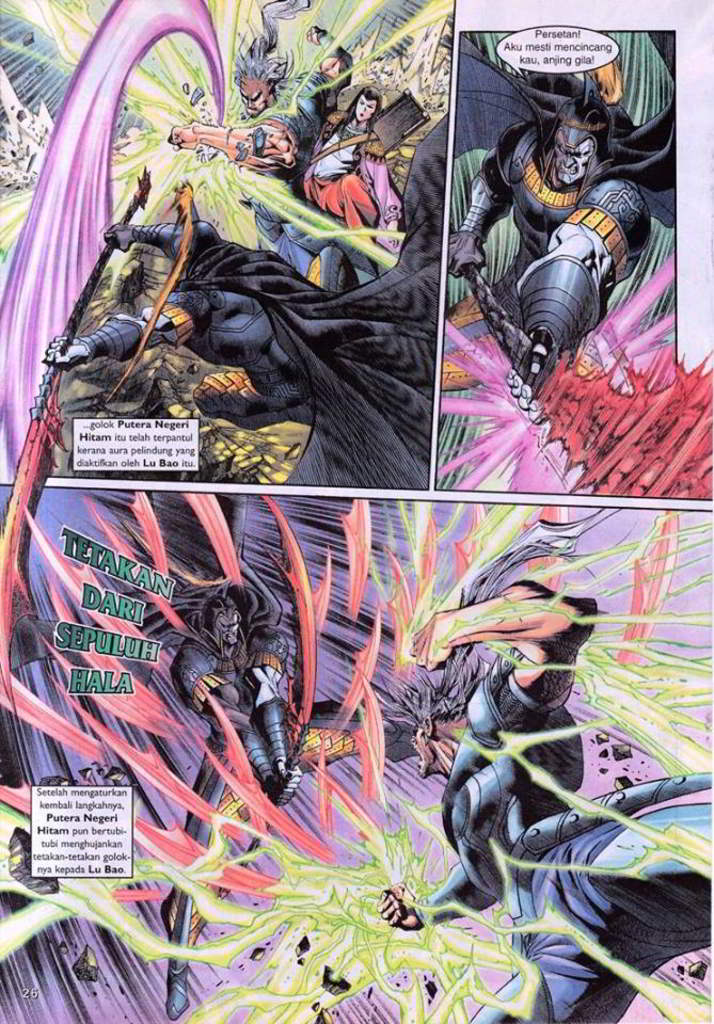 ...golok Putera Negeri
Hitam itu telah terpantul
kerana aura pelindung yang
diaktifkan oleh Lu Bao itu.
Persetan!
Aku mesti mencincang
kau, anjing gila!
TETAKAN
DARI
SEPULUH
HALA
Setelah mengaturkan
kembali langkahnya,
Putera Negeri
Hitam pun bertubi-
tubi menghujankan
tetakan-tetakan golok-
nya kepada Lu Bao.
26